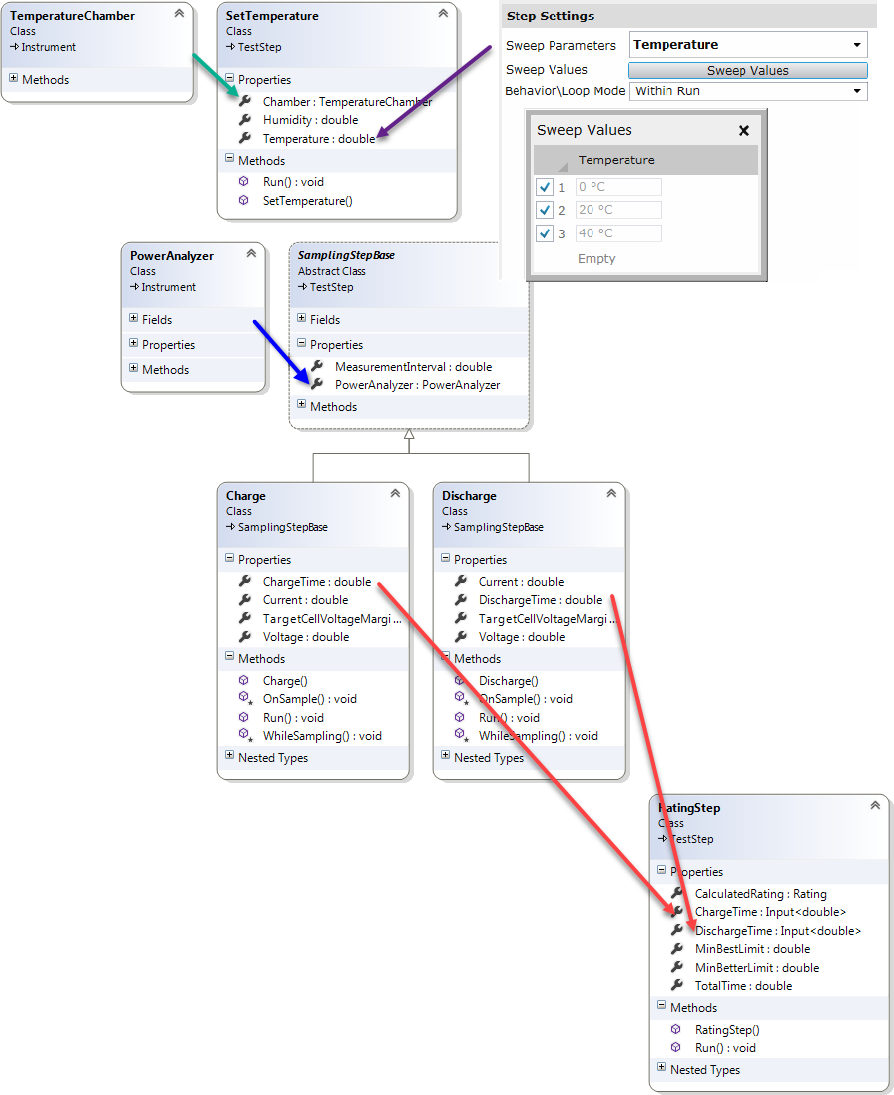 TemperatureChamber
Class
Instrument
Methods
SetTemperature
Class
TestStep
Properties
Chamber : TemperatureChamber
Humidity : double
Temperature : double
Methods
Run() : void
SetTemperature()
Step Settings
Sweep Parameters Temperature
Sweep Values Sweep Values
Behavior\Loop Mode Within Run
Sweep Values
Temperature
1 0 °C
2 20 °C
3 40 °C
Empty
PowerAnalyzer
Class
Instrument
Fields
Properties
Methods
SamplingStepBase
Abstract Class
TestStep
Fields
Properties
MeasurementInterval : double
PowerAnalyzer : PowerAnalyzer
Methods
Charge
Class
SamplingStepBase
Properties
ChargeTime : double
Current : double
TargetCellVoltageMargi...
Voltage : double
Methods
Charge()
OnSample() : void
Run() : void
WhileSampling() : void
Nested Types
Discharge
Class
SamplingStepBase
Properties
Current : double
DischargeTime : double
TargetCellVoltageMargi...
Voltage : double
Methods
Discharge()
OnSample() : void
Run() : void
WhileSampling() : void
Nested Types
RatingStep
Class
TestStep
Properties
CalculatedRating : Rating
ChargeTime : Input<double>
DischargeTime : Input<double>
MinBestLimit : double
MinBetterLimit : double
TotalTime : double
Methods
RatingStep()
Run() : void
Nested Types